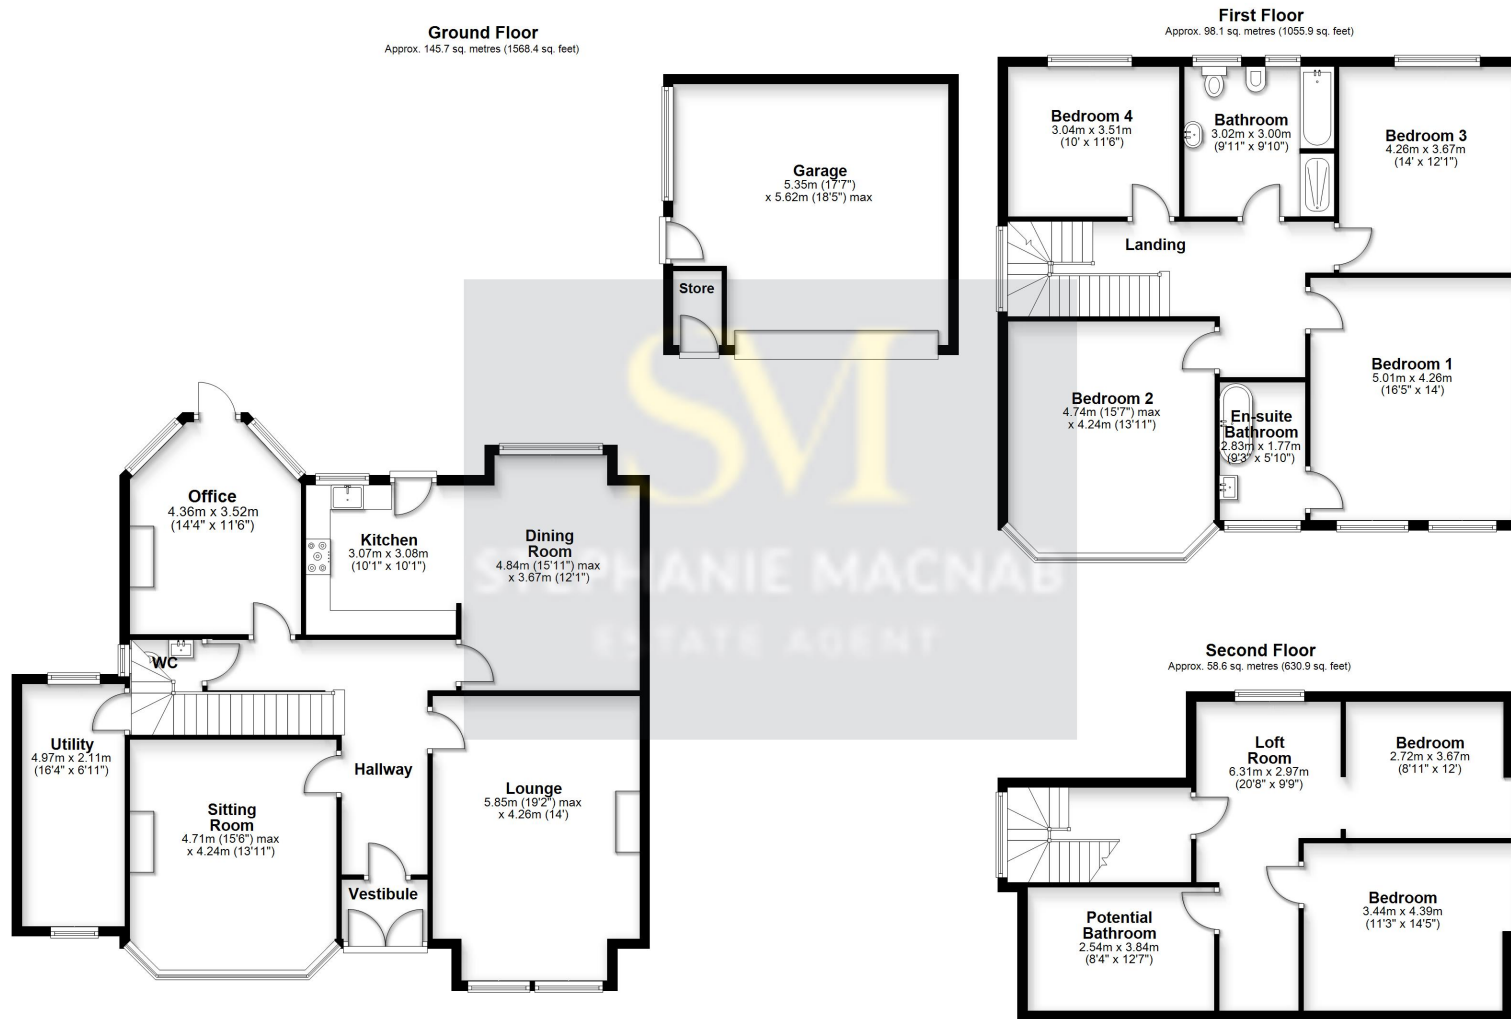 Ground Floor
Approx. 145.7 sq. metres (1568.4 sq. feet)
Garage
5.35m (17'7")
x 5.62m (18'5") max
Store
Office
4.36m x 3.52m
(14'4" x 11'6")
Kitchen
3.07m x 3.08m
(10'1" x 10'1")
Dining
Room
4.84m (15'11") max
x 3.67m (12'1")
WC
Utility
4.97m x 2.11m
(16'4" x 6'11")
Hallway
Sitting
Room
4.71m (15'6") max
x 4.24m (13'11")
Lounge
5.85m (19'2") max
x 4.26m (14')
Vestibule
SM
STEPHANIE MACNAB
ESTATE AGENT
First Floor
Approx. 98.1 sq. metres (1055.9 sq. feet)
Bedroom 4
3.04m x 3.51m
(10' x 11'6")
Bathroom
3.02m x 3.00m
(9'11" x 9'10")
Bedroom 3
4.26m x 3.67m
(14' x 12'1")
Landing
Bedroom 2
4.74m (15'7") max
x 4.24m (13'11")
En-suite
Bathroom
2.83m x 1.77m
(9'3" x 5'10")
Bedroom 1
5.01m x 4.26m
(16'5" x 14')
Second Floor
Approx. 58.6 sq. metres (630.9 sq. feet)
Loft
Room
6.31m x 2.97m
(20'8" x 9'9")
Bedroom
2.72m x 3.67m
(8'11" x 12')
Potential
Bathroom
2.54m x 3.84m
(8'4" x 12'7")
Bedroom
3.44m x 4.39m
(11'3" x 14'5")